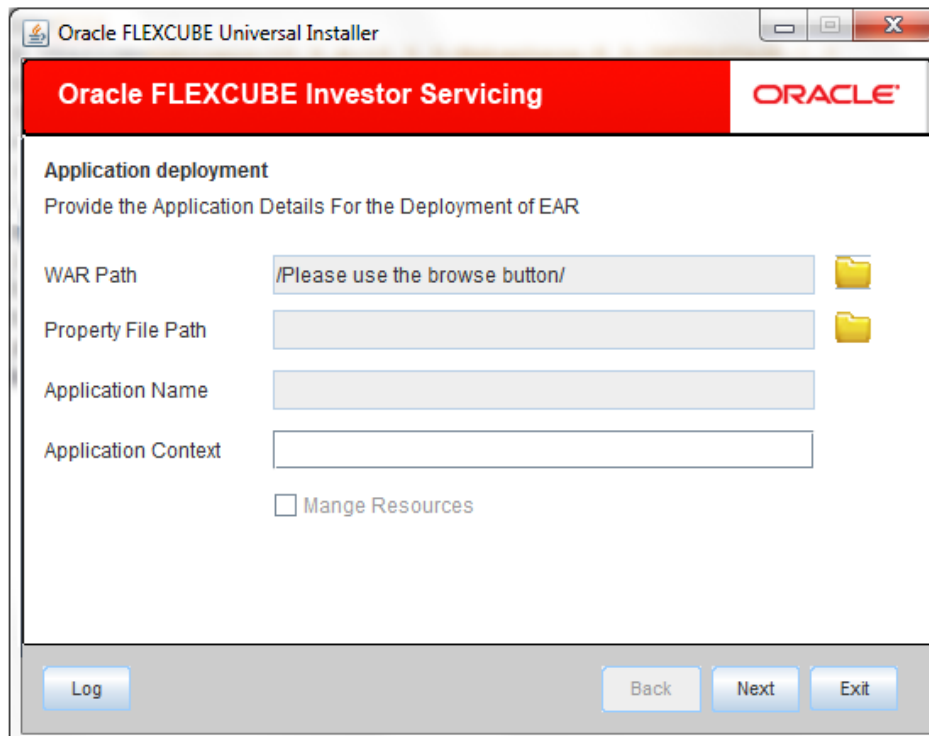 Oracle FLEXCUBE Universal Installer
Oracle FLEXCUBE Investor Servicing
ORACLE
Application deployment
Provide the Application Details For the Deployment of EAR
WAR Path
/Please use the browse button/
Property File Path
Application Name
Application Context
Mange Resources
Log
Back
Next
Exit